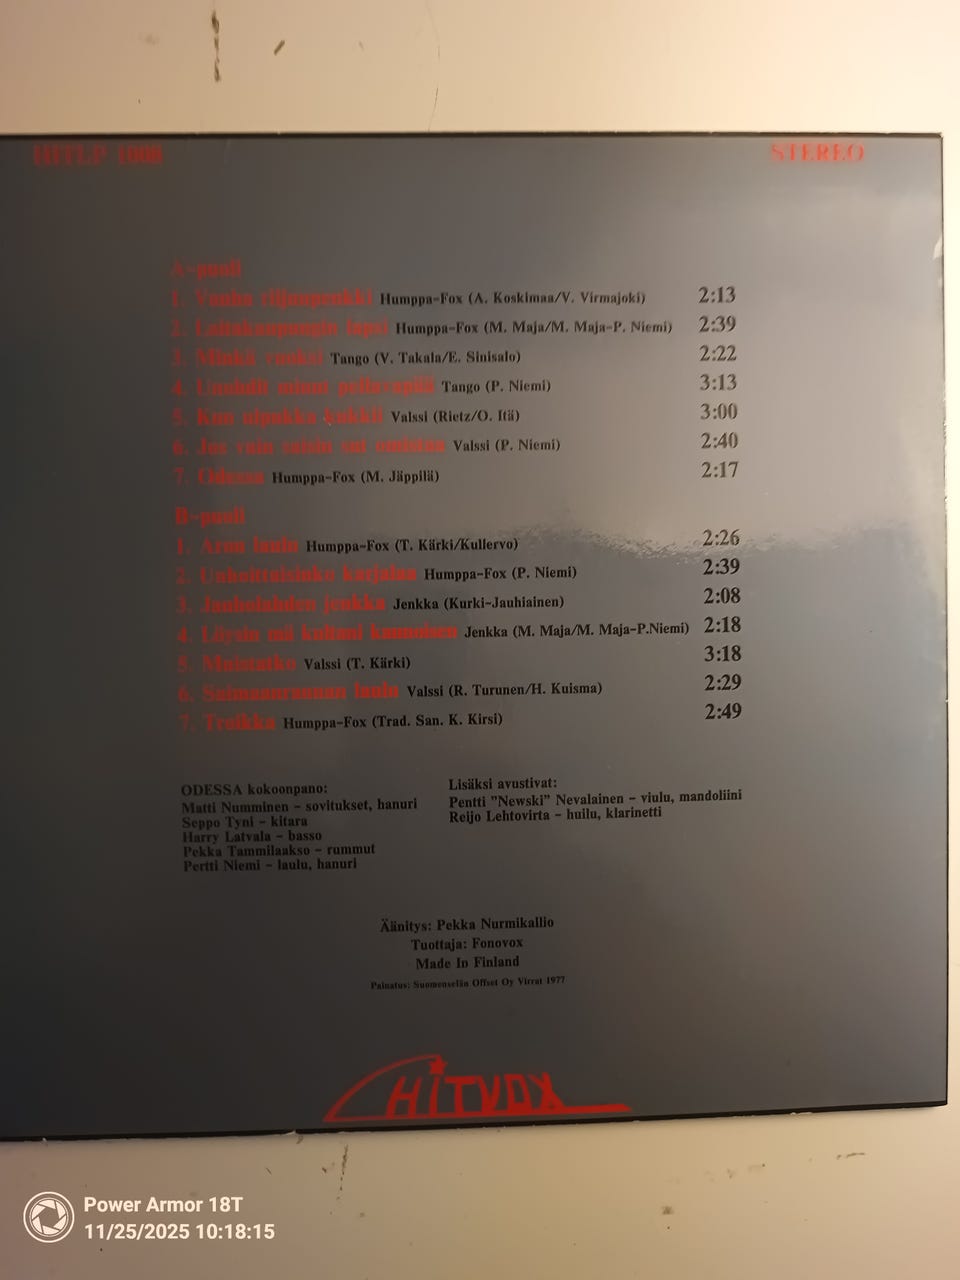 HITLP 1008 STEREO
A-puoli
1. Vanha riijuupenkki Humppa-Fox (A. Koskimaa/V. Virmajoki) 2:13
2. Laitakaupungin lapsi Humppa-Fox (M. Maja/M. Maja-P. Niemi) 2:39
3. Minkä vuoksi Tango (V. Takala/E. Sinisalo) 2:22
4. Unohdit minut Tango (P. Niemi) 3:13
5. Kun ulpukka kukkii Valssi (Rietz/O. Itä) 3:00
6. Jos vain saisin sut omistaa Valssi (P. Niemi) 2:40
7. Odessa Humppa-Fox (M. Jäppilä) 2:17
B-puoli
1. Aron laulu Humppa-Fox (T. Kärki/Kullervo) 2:26
2. Unhoittaisinko karjalan Humppa-Fox (P. Niemi) 2:39
3. Jauholahden jenkka Jenkka (Kurki-Jauhiainen) 2:08
4. Löysin mä kultani kaunoisen Jenkka (M. Maja/M. Maja-P.Niemi) 2:18
5. Muistatko Valssi (T. Kärki) 3:18
6. Saimaanrannan laulu Valssi (R. Turunen/H. Kuisma) 2:29
7. Troikka Humppa-Fox (Trad. San. K. Kirsi) 2:49
ODESSA kokoonpano:
Matti Numminen - sovitukset, hanuri
Seppo Tyni - kitara
Harry Latvala - basso
Pekka Tammilaakso - rummut
Pertti Niemi - laulu, hanuri
Lisäksi avustivat:
Pentti "Newski" Nevalainen - viulu, mandoliini
Reijo Lehtovirta - huilu, klarinetti
Äänitys: Pekka Nurmikallio
Tuottaja: Fonovox
Made In Finland
Painatus: Suomenselän Offset Oy Virrat 1977
HITVOX
Power Armor 18T
11/25/2025 10:18:15